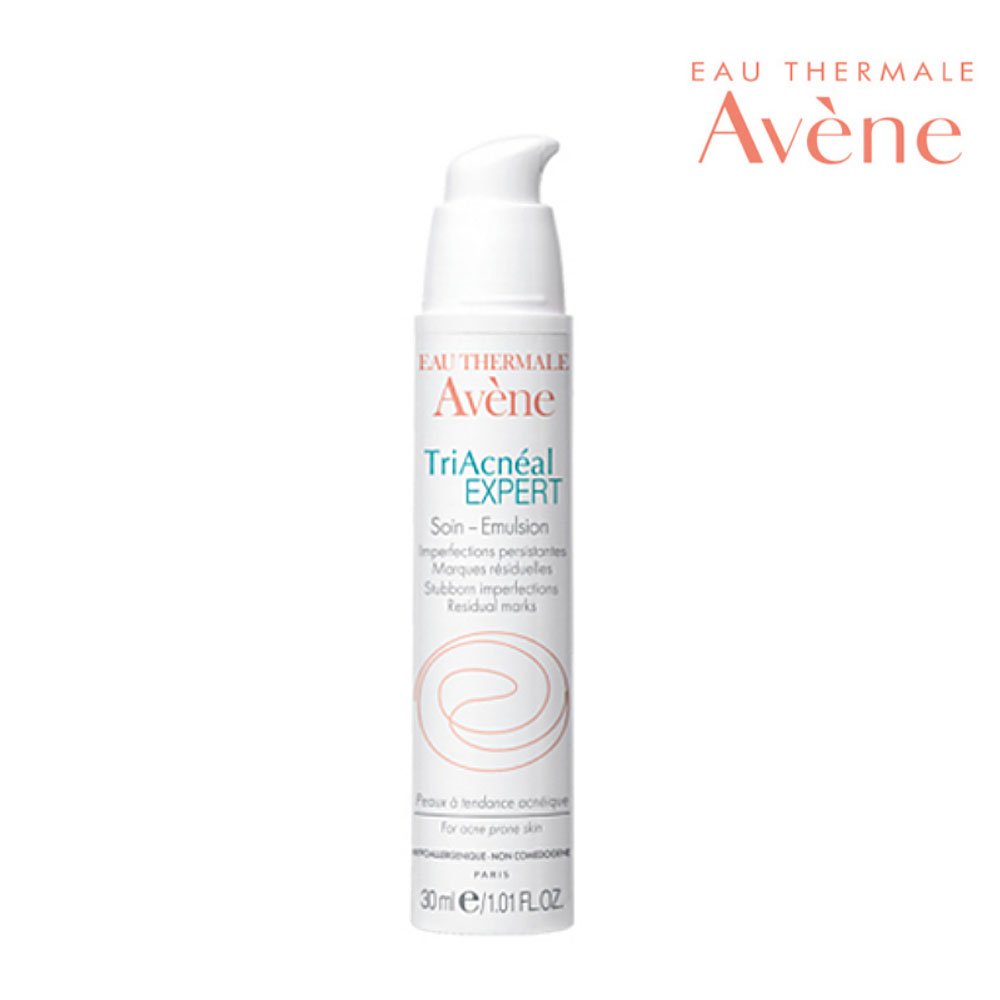 EAU THERMALE
Avène
EAU THERMALE
Avène
TriAcnéal
EXPERT
Soin - Emulsion
Imperfections persistantes
Marques résiduelles
Stubborn imperfections
Residual marks
Peaux à tendance acnéique
For acne prone skin
HYPOALLERGENIQUE - NON COMEDOGENE
PARIS
30 ml e/1.01 FL.OZ.